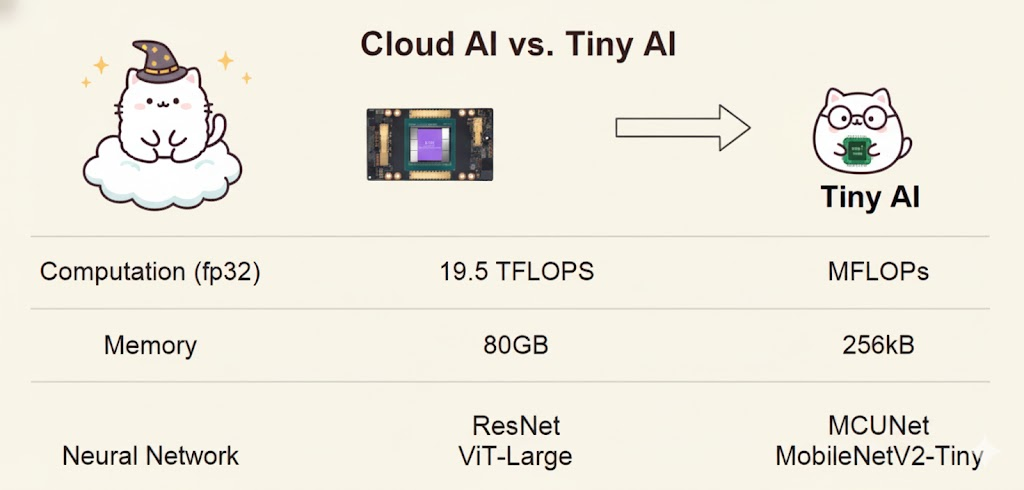 Cloud AI vs. Tiny AI
Tiny AI
Computation (fp32) 19.5 TFLOPS MFLOPs
Memory 80GB 256kB
ResNet MCUNet
Neural Network ViT-Large MobileNetV2-Tiny